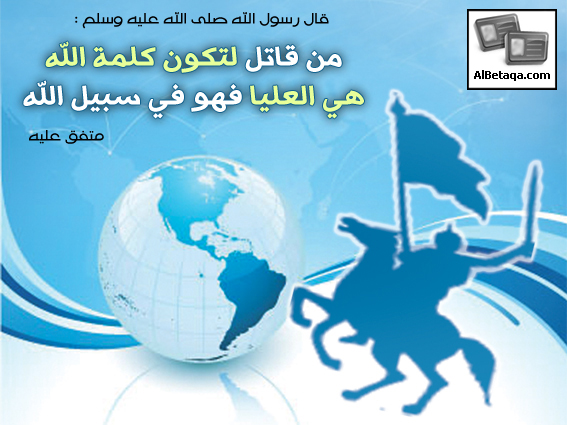 قال رسول الله صلى الله عليه وسلم :
من قاتل لتكون كلمة الله
هي العليا فهو في سبيل الله
متفق عليه
AlBetaqa.com